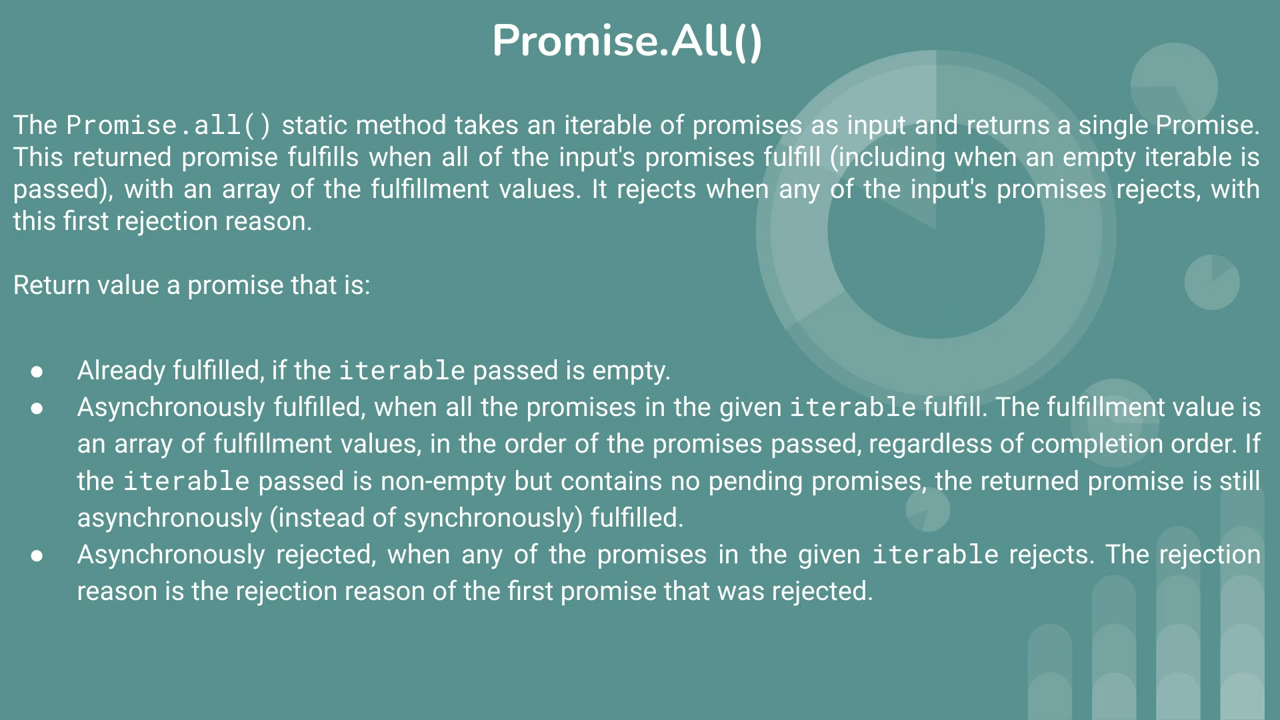 Promise.All()
The Promise.all() static method takes an iterable of promises as input and returns a single Promise.
This returned promise fulfills when all of the input's promises fulfill (including when an empty iterable is
passed), with an array of the fulfillment values. It rejects when any of the input's promises rejects, with
this first rejection reason.
Return value a promise that is:
● Already fulfilled, if the iterable passed is empty.
● Asynchronously fulfilled, when all the promises in the given iterable fulfill. The fulfillment value is
an array of fulfillment values, in the order of the promises passed, regardless of completion order. If
the iterable passed is non-empty but contains no pending promises, the returned promise is still
asynchronously (instead of synchronously) fulfilled.
● Asynchronously rejected, when any of the promises in the given iterable rejects. The rejection
reason is the rejection reason of the first promise that was rejected.